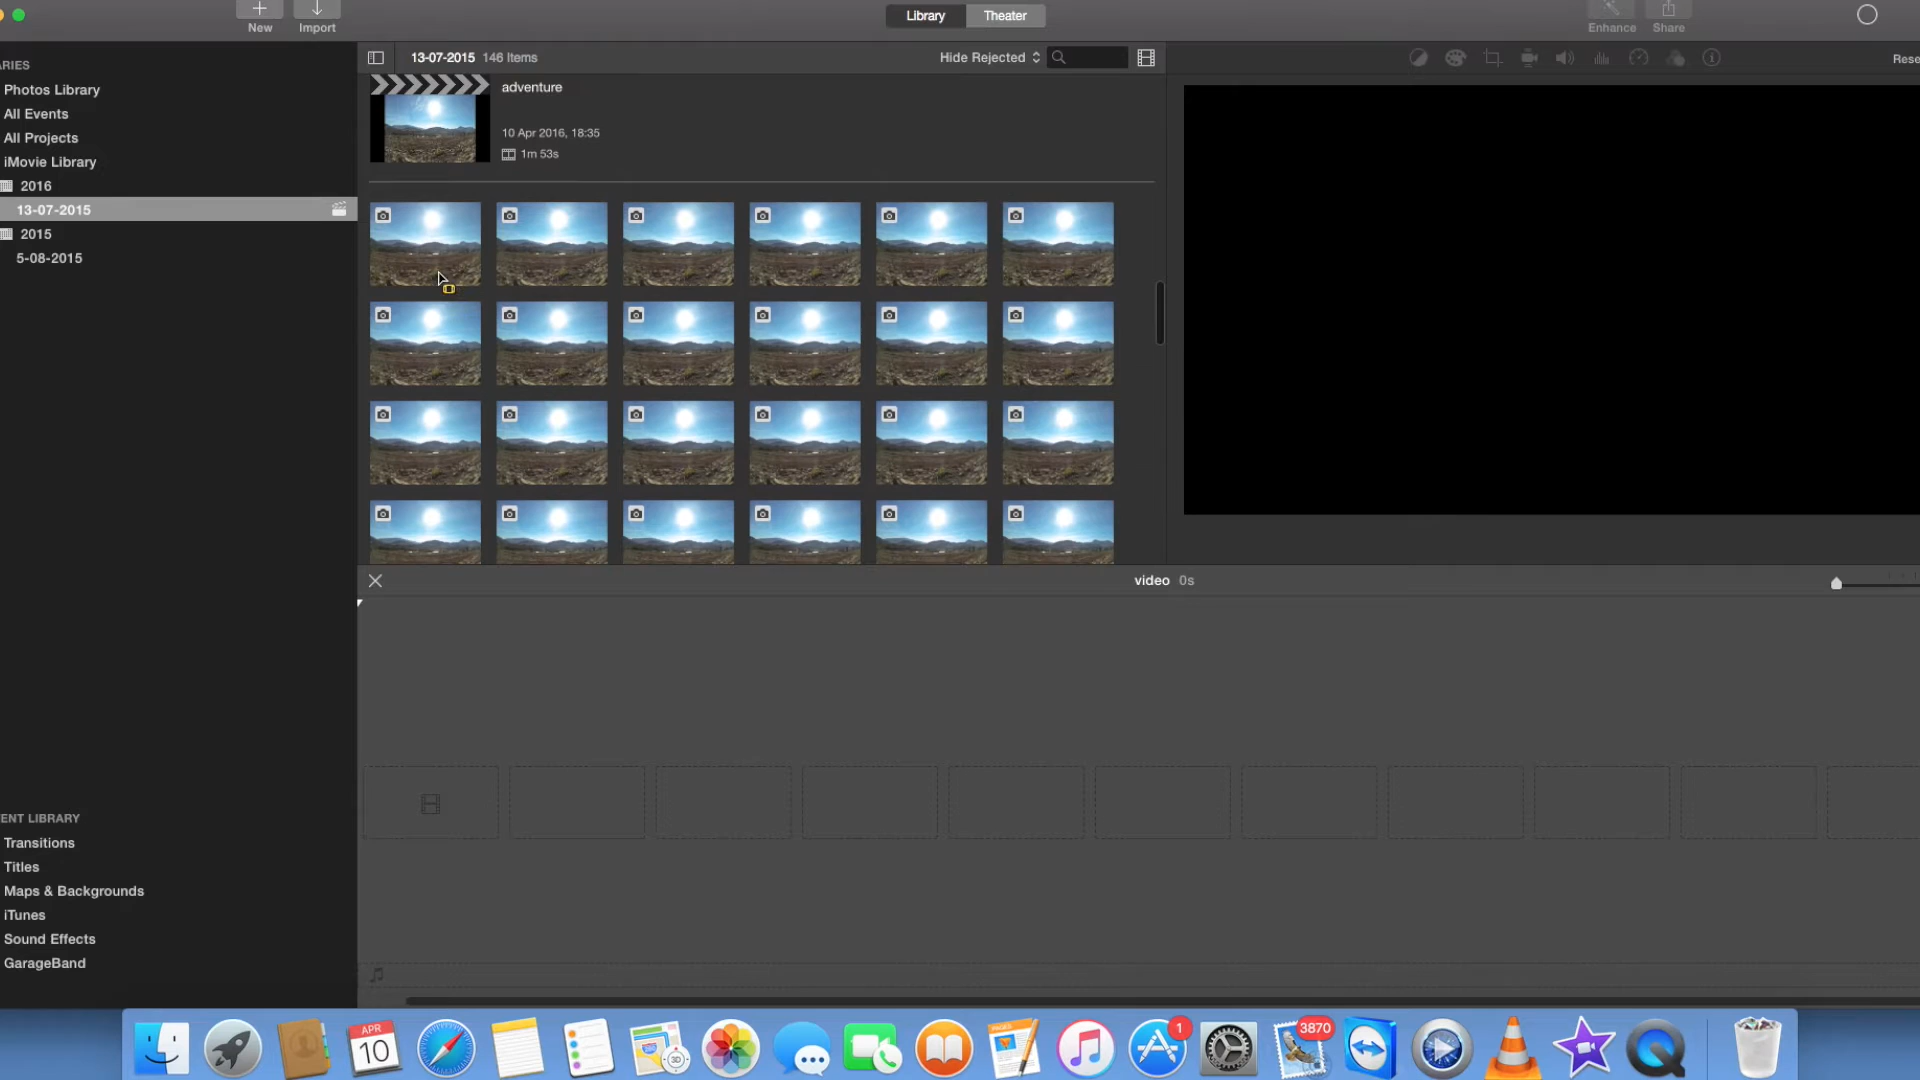 Library Theater
New Import Enhance Share
ARIES
13-07-2015 146 Items Hide Rejected Rese
Photos Library
All Events
All Projects
iMovie Library
2016
13-07-2015
2015
5-08-2015
adventure
10 Apr 2016, 18:35
1m 53s
video 0s
ENT LIBRARY
Transitions
Titles
Maps & Backgrounds
iTunes
Sound Effects
GarageBand
APR
10
3D
PAGES
1
3870